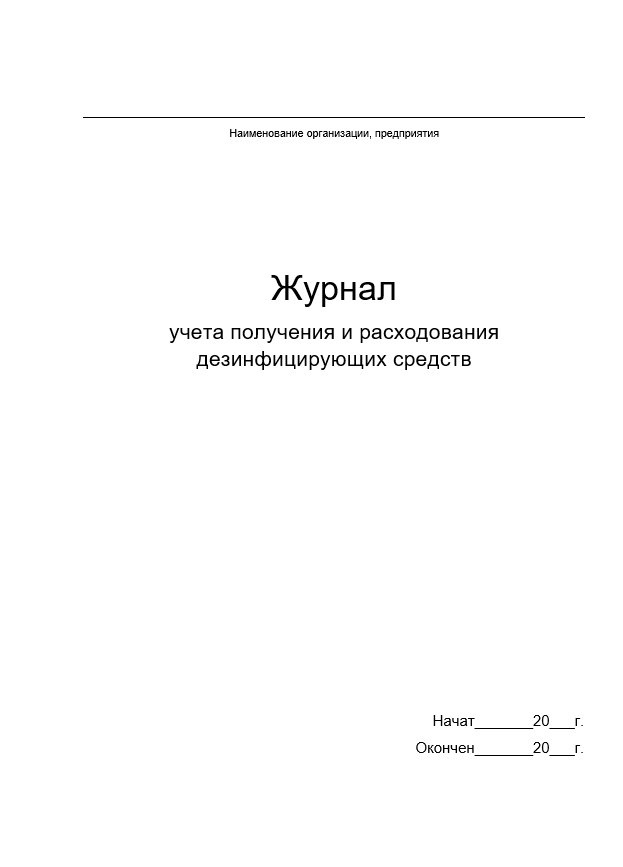 Наименование организации, предприятия
Журнал
учета получения и расходования
дезинфицирующих средств
Начат_______20___г.
Окончен_______20___г.